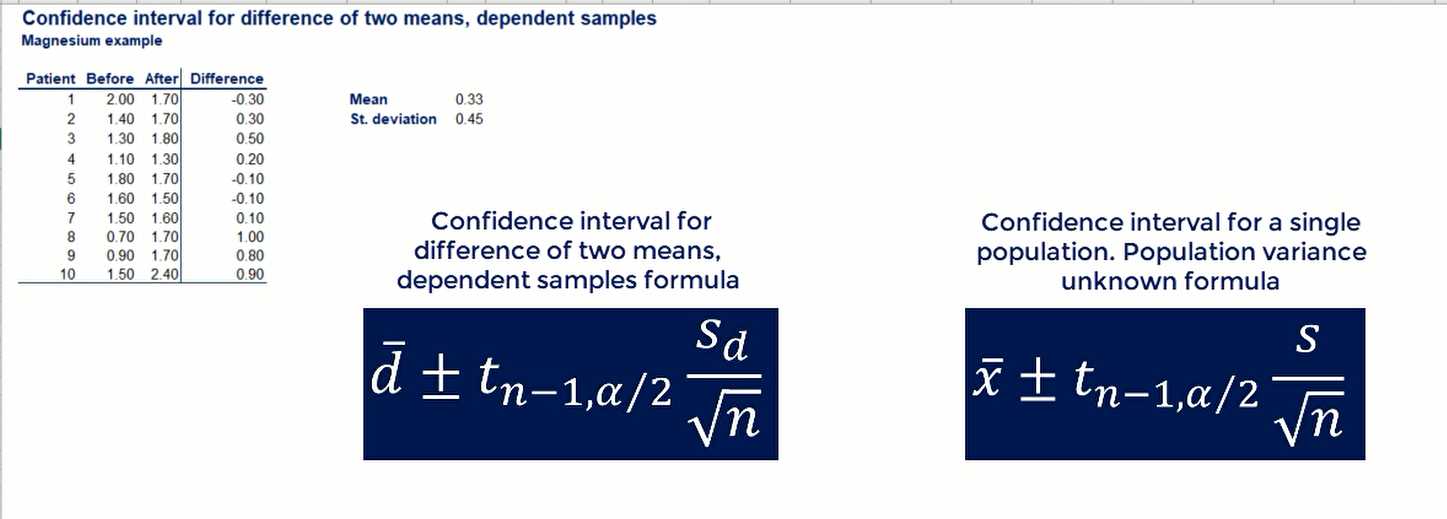 Confidence interval for difference of two means, dependent samples
Magnesium example
Patient Before After Difference
1 2.00 1.70 -0.30
2 1.40 1.70 0.30
3 1.30 1.80 0.50
4 1.10 1.30 0.20
5 1.80 1.70 -0.10
6 1.60 1.50 -0.10
7 1.50 1.60 0.10
8 0.70 1.70 1.00
9 0.90 1.70 0.80
10 1.50 2.40 0.90
Mean 0.33
St. deviation 0.45
Confidence interval for
difference of two means,
dependent samples formula
d̄ ± t_{n−1,α/2} s_d/√n
Confidence interval for a single
population. Population variance
unknown formula
x̄ ± t_{n−1,α/2} s/√n